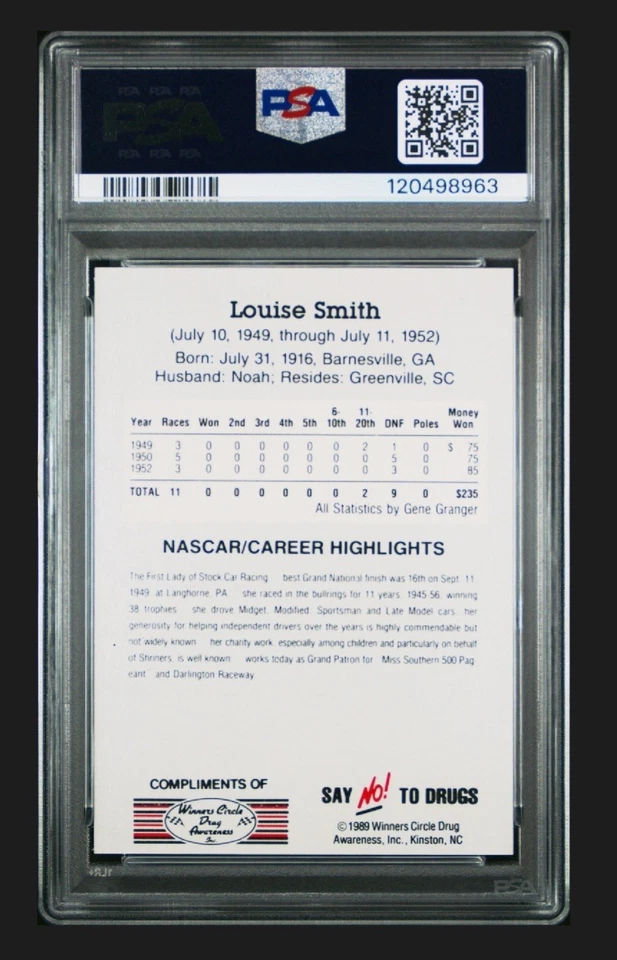 PSA PSA PSA
PSA
PSA PSA PSA
PSA
120498963
Louise Smith
(July 10, 1949, through July 11, 1952)
Born: July 31, 1916, Barnesville, GA
Husband: Noah; Resides: Greenville, SC
Year Races Won 2nd 3rd 4th 5th 6-10th 11-20th DNF Poles Money Won
1949 3 0 0 0 0 0 0 2 1 0 $ 75
1950 5 0 0 0 0 0 0 0 5 0 75
1952 3 0 0 0 0 0 0 0 3 0 85
TOTAL 11 0 0 0 0 0 0 2 9 0 $235
All Statistics by Gene Granger
NASCAR/CAREER HIGHLIGHTS
The First Lady of Stock Car Racing best Grand National finish was 16th on Sept. 11,
1949 at Langhorne, PA she raced in the bullrings for 11 years, 1945-56, winning
38 trophies she drove Midget, Modified, Sportsman and Late Model cars her
generosity for helping independent drivers over the years is highly commendable but
not widely known her charity work, especially among children and particularly on behalf
of Shriners, is well known works today as Grand Patron for Miss Southern 500 Pag
eant and Darlington Raceway.
COMPLIMENTS OF
Winners Circle
Drug
Awareness
Inc.
SAY NO! TO DRUGS
© 1989 Winners Circle Drug
Awareness, Inc., Kinston, NC
PSA